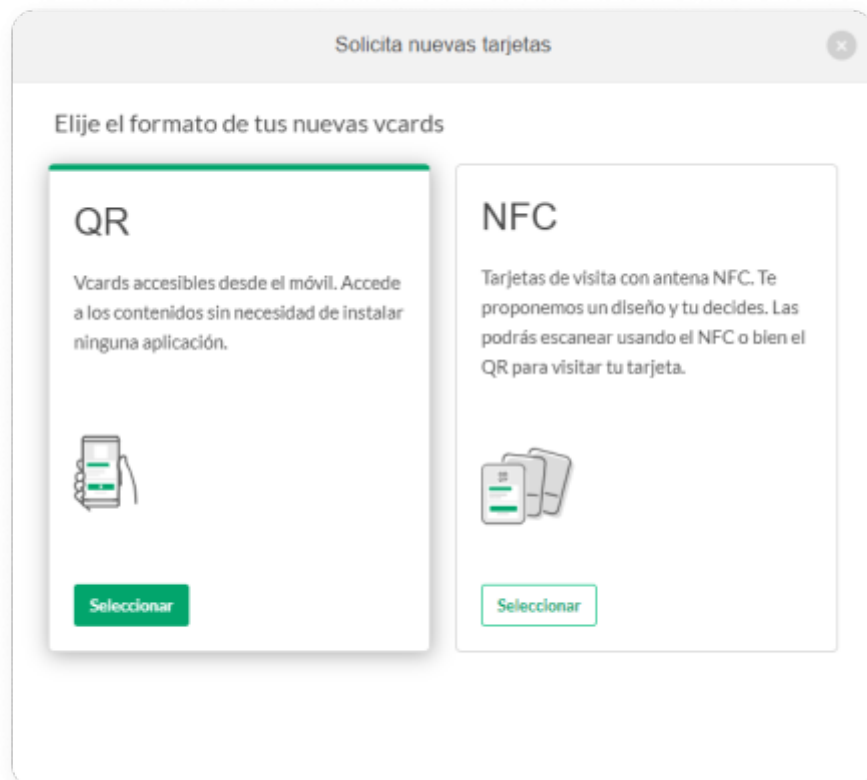 Solicita nuevas tarjetas
Elije el formato de tus nuevas vcards
QR
Vcards accesibles desde el móvil. Accede
a los contenidos sin necesidad de instalar
ninguna aplicación.
Seleccionar
NFC
Tarjetas de visita con antena NFC. Te
proponemos un diseño y tu decides. Las
podrás escanear usando el NFC o bien el
QR para visitar tu tarjeta.
Seleccionar